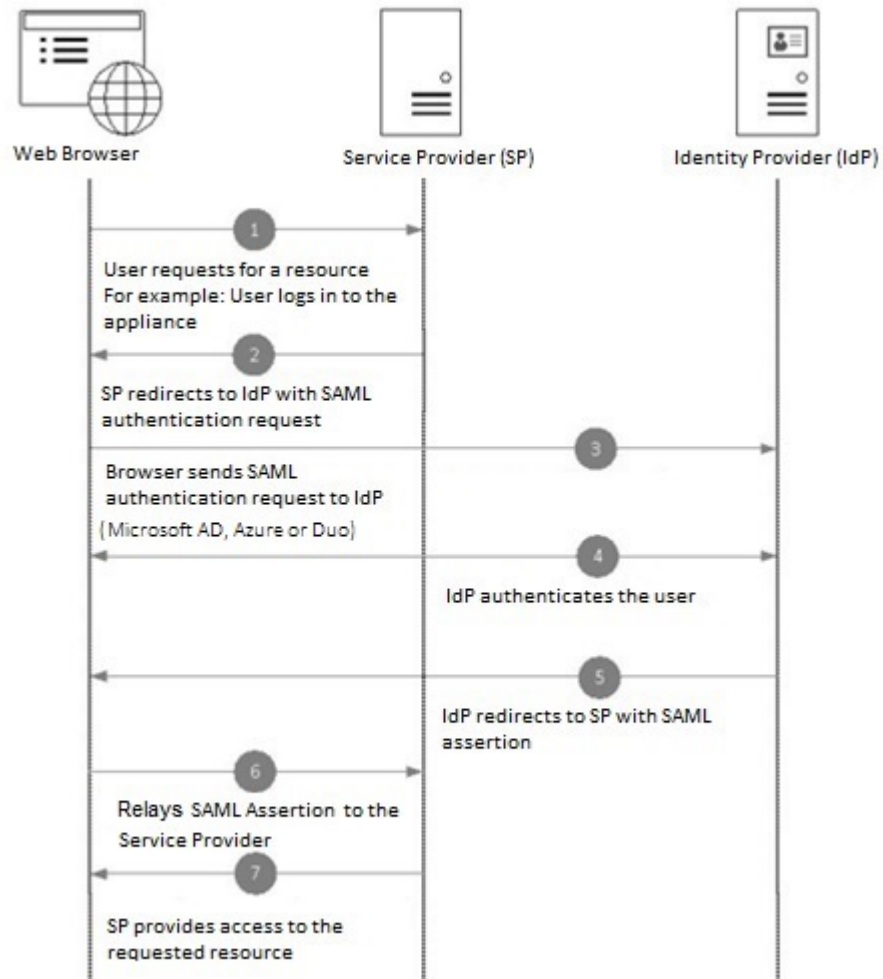 Web Browser
Service Provider (SP)
Identity Provider (IdP)
1
User requests for a resource
For example: User logs in to the
appliance
2
SP redirects to IdP with SAML
authentication request
3
Browser sends SAML
authentication request to IdP
(Microsoft AD, Azure or Duo)
4
IdP authenticates the user
5
IdP redirects to SP with SAML
assertion
6
Relays SAML Assertion to the
Service Provider
7
SP provides access to the
requested resource